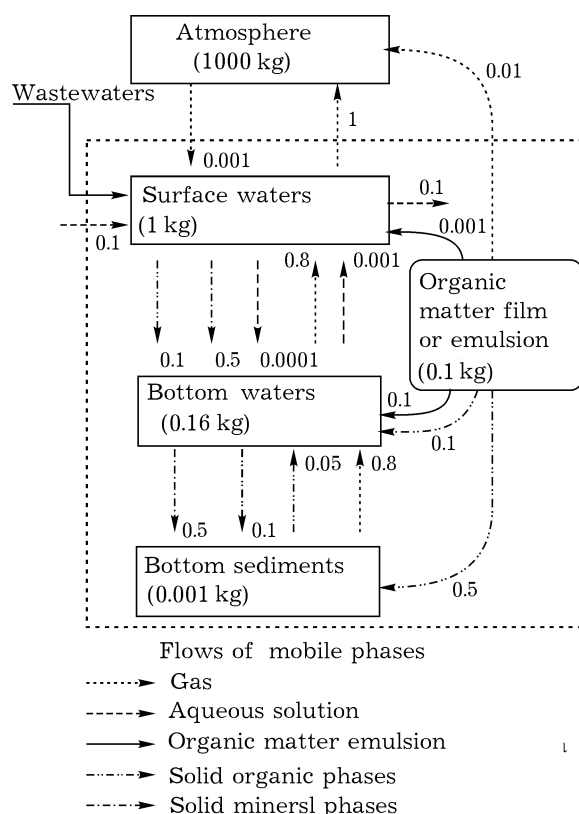 Atmosphere
(1000 kg)
0.01
Wastewaters
1
0.001
Surface waters
(1 kg)
0.1
0.001
0.1
0.8
0.001
Organic
matter film
or emulsion
(0.1 kg)
0.1
0.5
0.0001
Bottom waters
(0.16 kg)
0.1
0.1
0.05
0.8
0.5
0.1
Bottom sediments
(0.001 kg)
0.5
Flows of mobile phases
Gas
Aqueous solution
Organic matter emulsion
Solid organic phases
Solid minersl phases